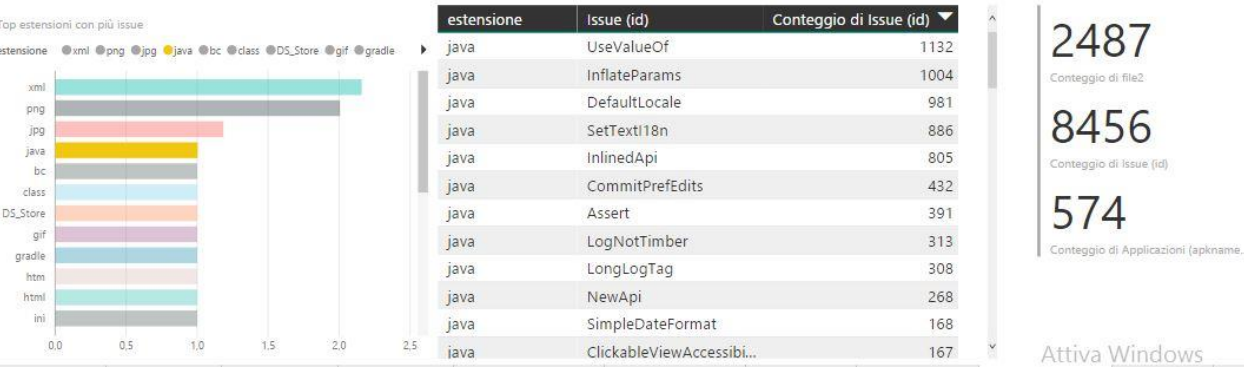 Top estensioni con più issue
estensione xml png jpg java bc class DS_Store gif gradle
xml
png
jpg
java
bc
class
DS_Store
gif
gradle
htm
html
ini
0,0 0,5 1,0 1,5 2,0 2,5
estensione Issue (id) Conteggio di Issue (id)
java UseValueOf 1132
java InflateParams 1004
java DefaultLocale 981
java SetTextI18n 886
java InlinedApi 805
java CommitPrefEdits 432
java Assert 391
java LogNotTimber 313
java LongLogTag 308
java NewApi 268
java SimpleDateFormat 168
java ClickableViewAccessibi... 167
2487
Conteggio di file2
8456
Conteggio di Issue (id)
574
Conteggio di Applicazioni (apkname.
Attiva Windows